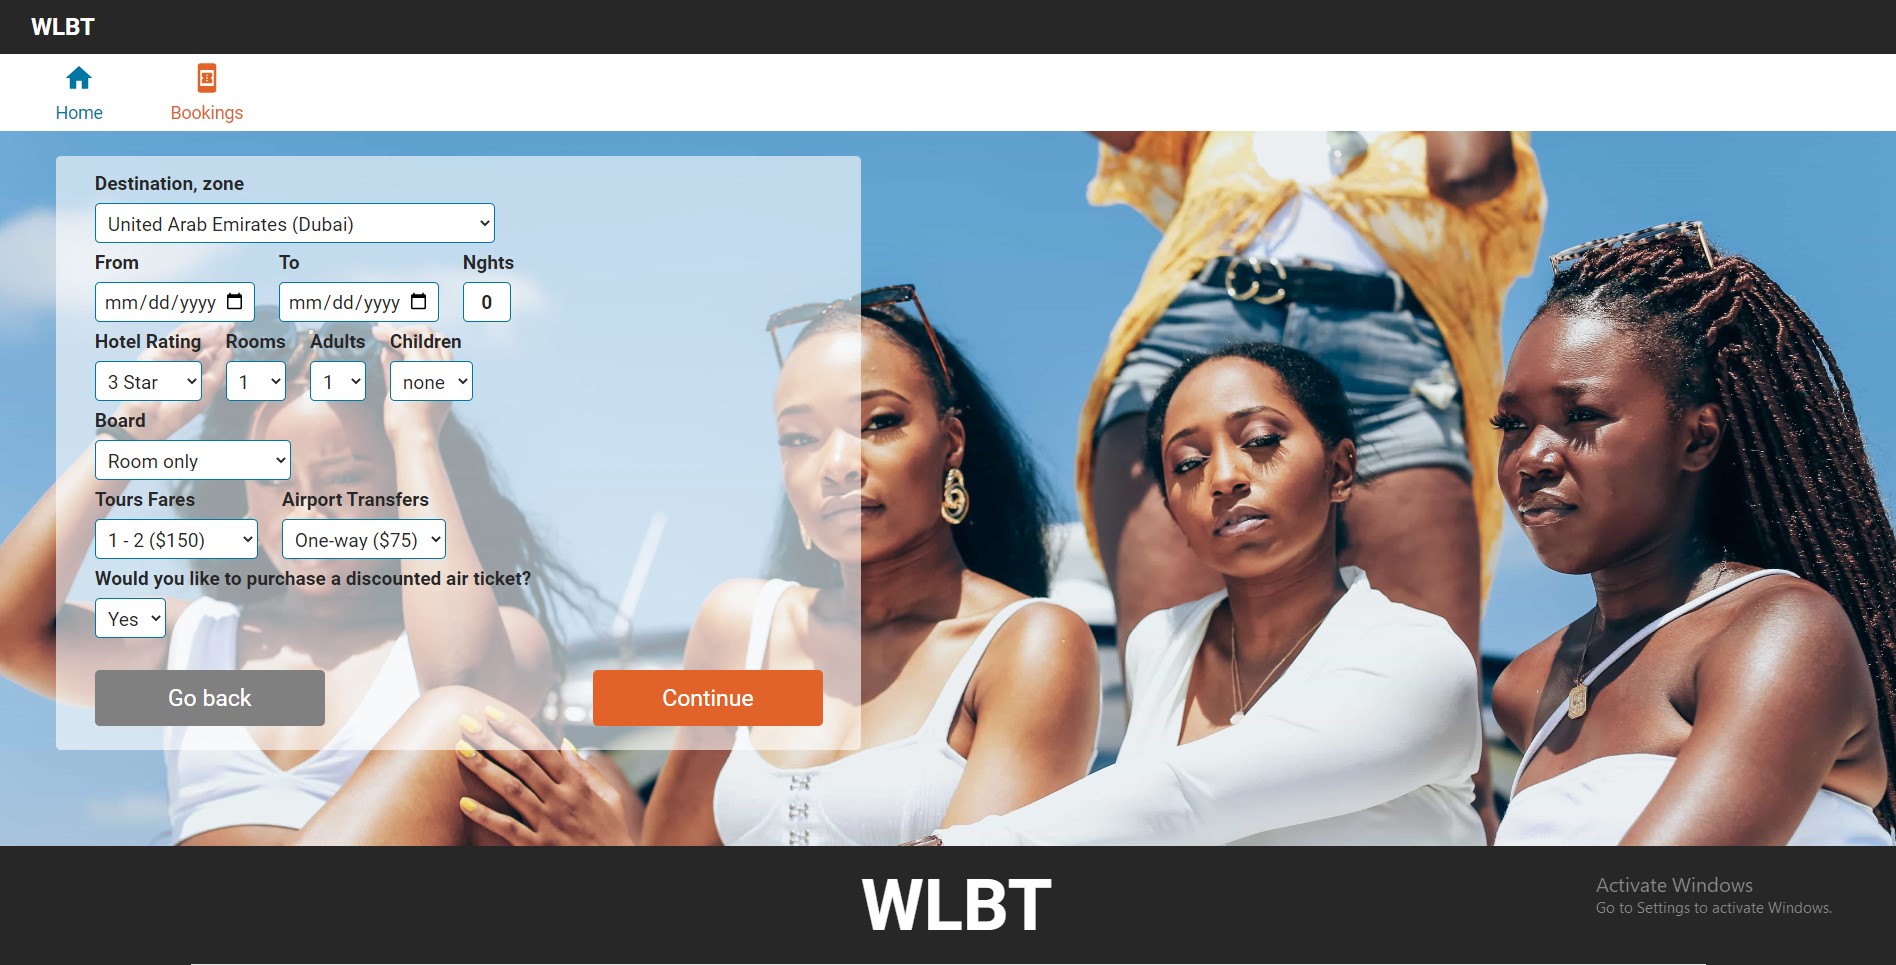 WLBT
Home Bookings
Destination, zone
United Arab Emirates (Dubai)
From To Nghts
mm/dd/yyyy mm/dd/yyyy 0
Hotel Rating Rooms Adults Children
3 Star 1 1 none
Board
Room only
Tours Fares Airport Transfers
1 - 2 ($150) One-way ($75)
Would you like to purchase a discounted air ticket?
Yes
Go back Continue
WLBT
Activate Windows
Go to Settings to activate Windows.